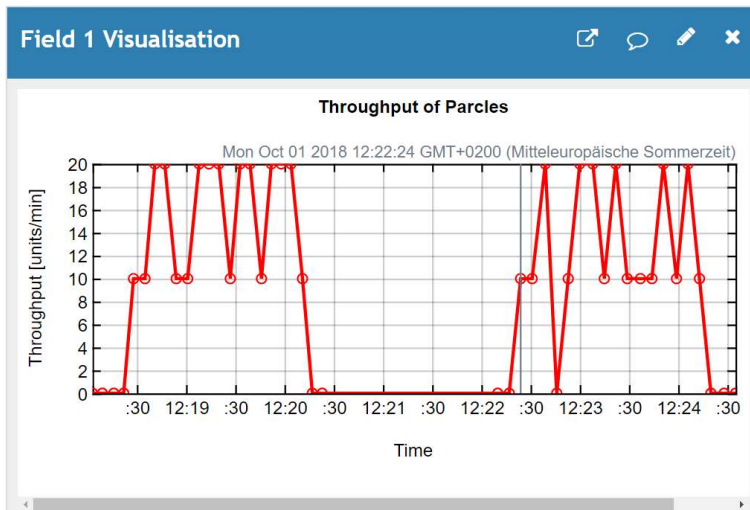 Field 1 Visualisation
Throughput of Parcles
Mon Oct 01 2018 12:22:24 GMT+0200 (Mitteleuropäische Sommerzeit)
Throughput [units/min]
20
18
16
14
12
10
8
6
4
2
0
:30 12:19 :30 12:20 :30 12:21 :30 12:22 :30 12:23 :30 12:24 :30
Time